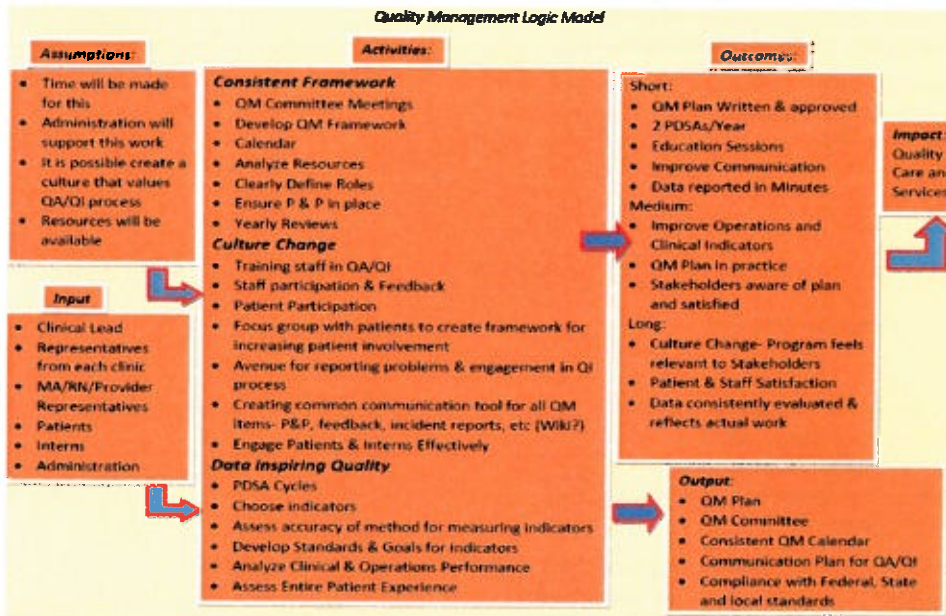 Quality Management Logic Model
Assumptions:
• Time will be made
for this
• Administration will
support this work
• It is possible create a
culture that values
QA/QI process
• Resources will be
available
Input
• Clinical Lead
• Representatives
from each clinic
• MA/RN/Provider
Representatives
• Patients
• Interns
• Administration
Activities:
Consistent Framework
• QM Committee Meetings
• Develop QM Framework
• Calendar
• Analyze Resources
• Clearly Define Roles
• Ensure P & P in place
• Yearly Reviews
Culture Change
• Training staff in QA/QI
• Staff participation & Feedback
• Patient Participation
• Focus group with patients to create framework for
increasing patient involvement
• Avenue for reporting problems & engagement in QI
process
• Creating common communication tool for all QM
items- P&P, feedback, incident reports, etc (Wiki?)
• Engage Patients & Interns Effectively
Data Inspiring Quality
• PDSA Cycles
• Choose indicators
• Assess accuracy of method for measuring indicators
• Develop Standards & Goals for Indicators
• Analyze Clinical & Operations Performance
• Assess Entire Patient Experience
Outcomes:
Short:
• QM Plan Written & approved
• 2 PDSAs/Year
• Education Sessions
• Improve Communication
• Data reported in Minutes
Medium:
• Improve Operations and
Clinical Indicators
• QM Plan in practice
• Stakeholders aware of plan
and satisfied
Long:
• Culture Change- Program feels
relevant to Stakeholders
• Patient & Staff Satisfaction
• Data consistently evaluated &
reflects actual work
Output:
• QM Plan
• QM Committee
• Consistent QM Calendar
• Communication Plan for QA/QI
• Compliance with Federal, State
and local standards
Impact:
Quality
Care and
Services